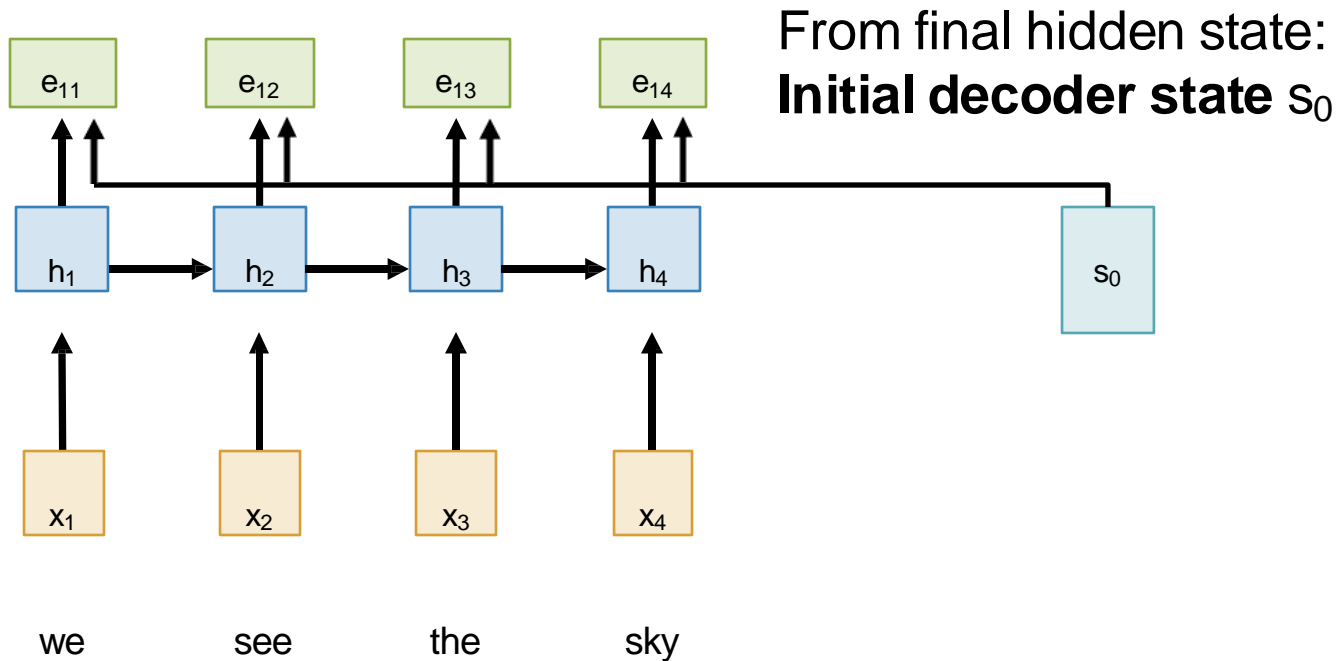 From final hidden state:
Initial decoder state s₀
e₁₁ e₁₂ e₁₃ e₁₄
h₁ h₂ h₃ h₄ s₀
x₁ x₂ x₃ x₄
we see the sky